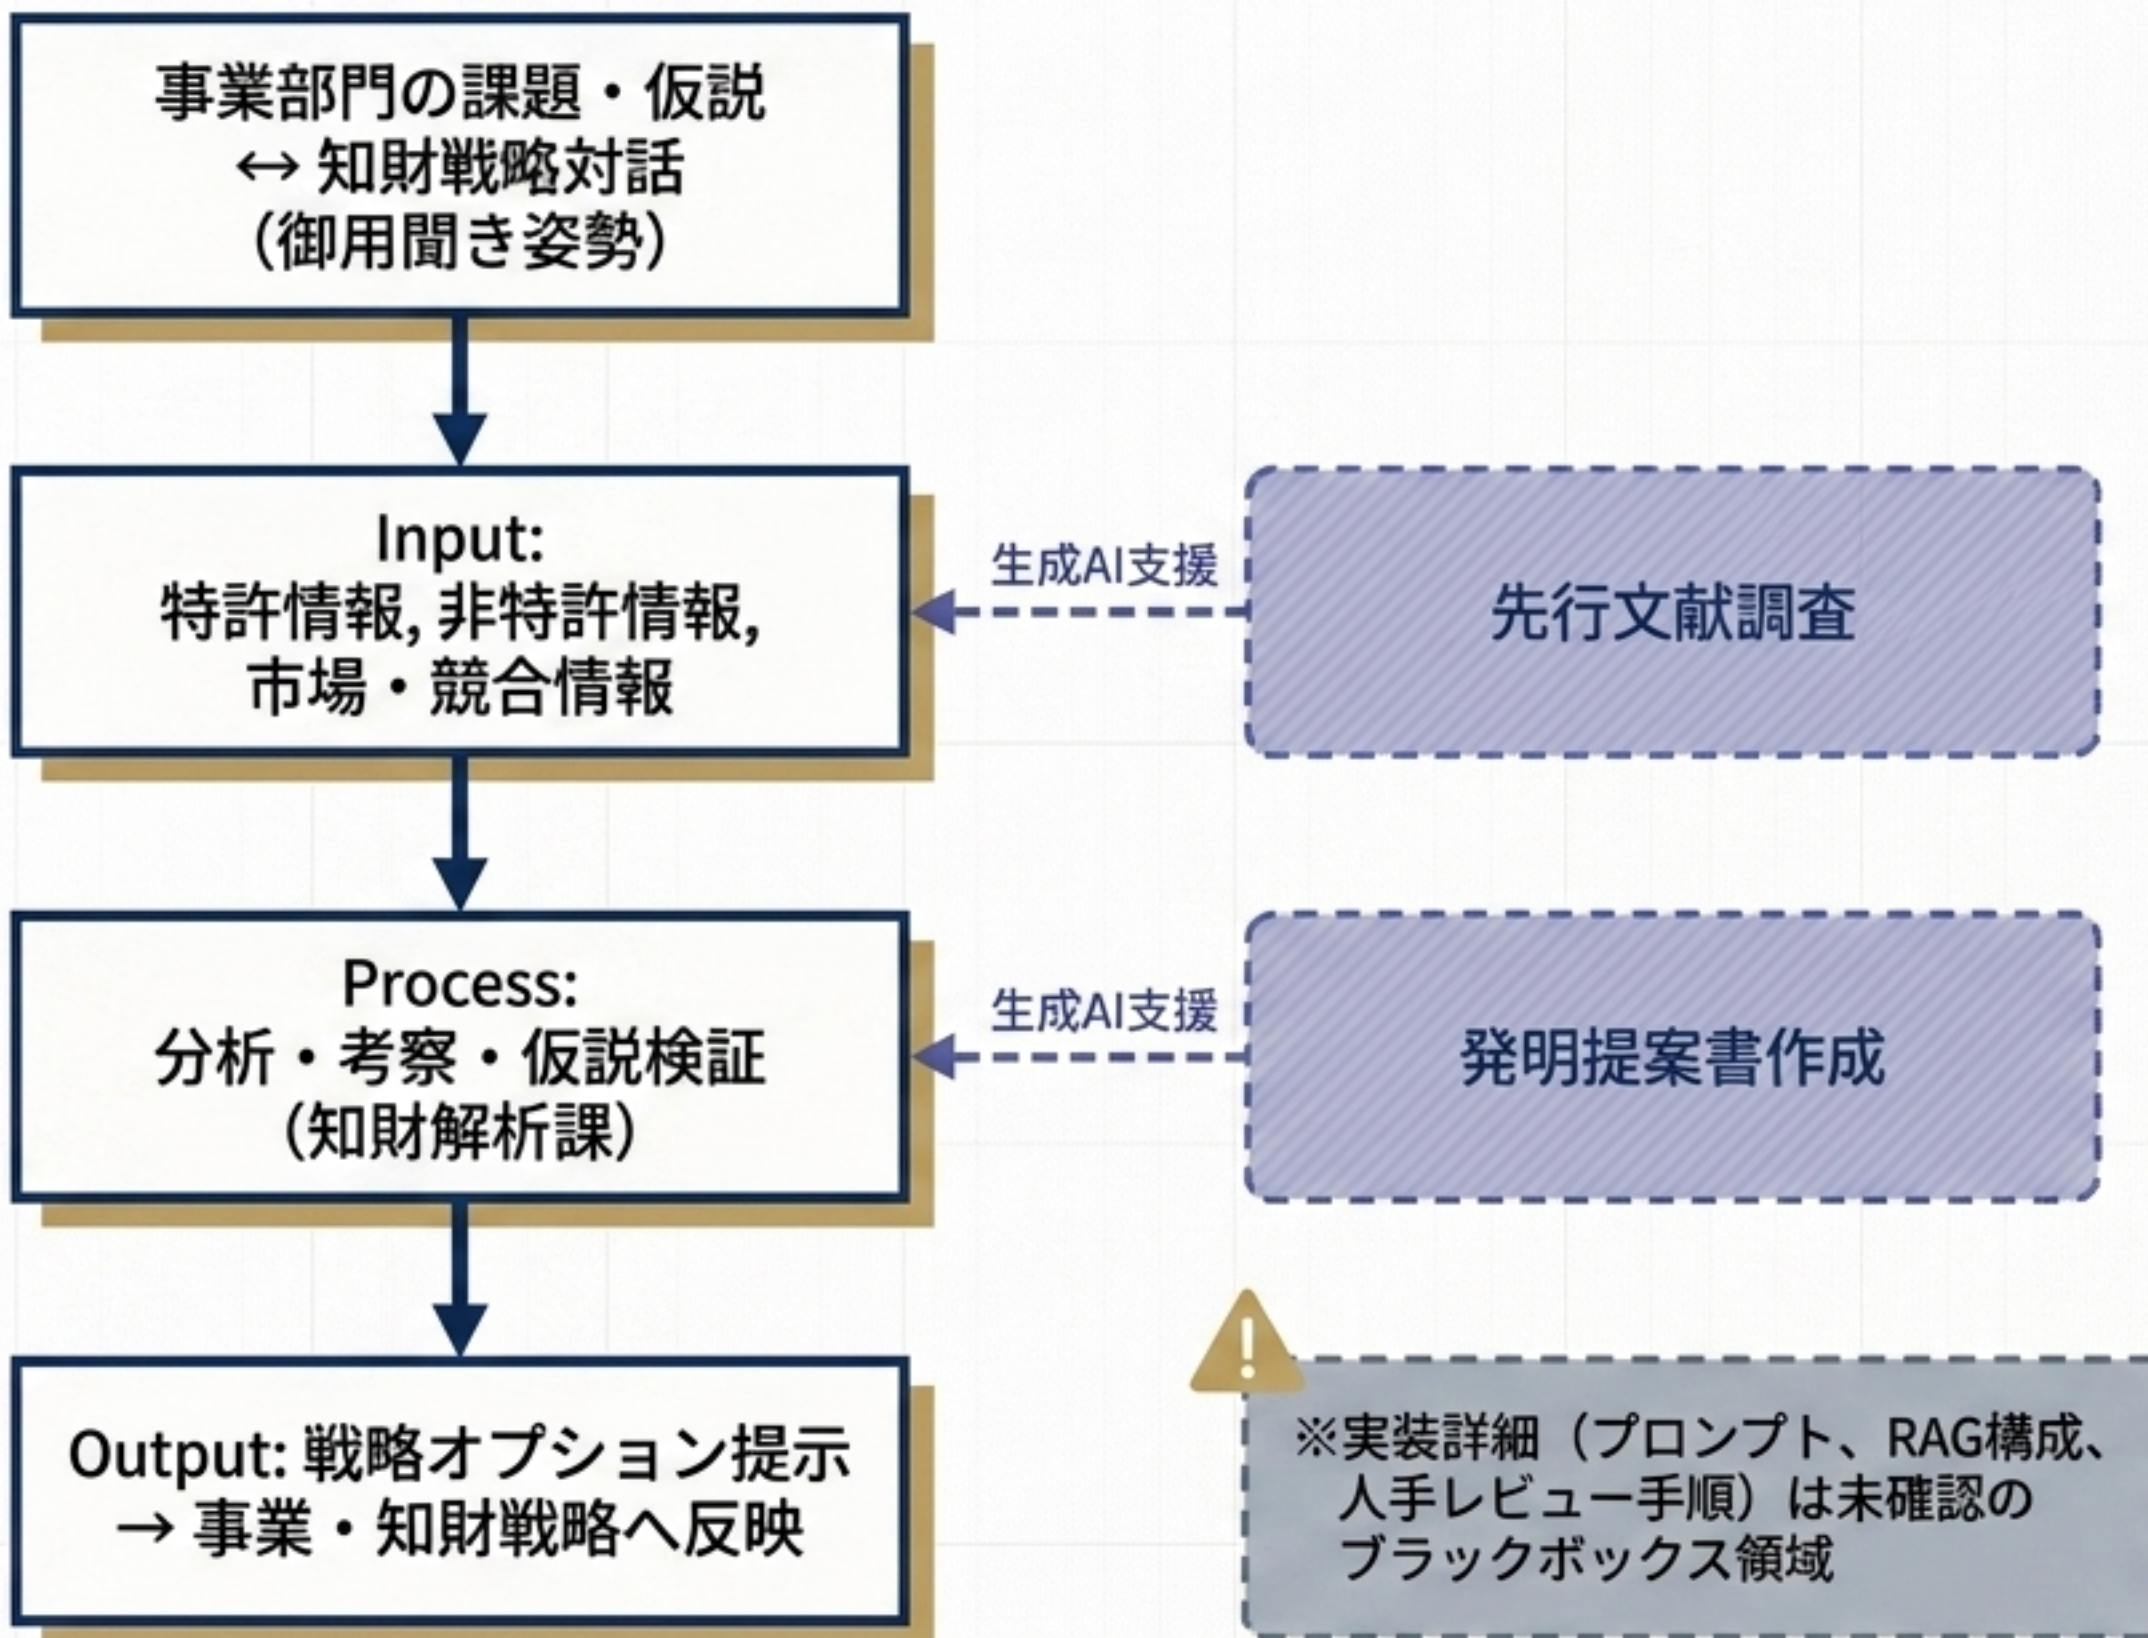 事業部門の課題・仮説
↔ 知財戦略対話
（御用聞き姿勢）
Input:
特許情報, 非特許情報,
市場・競合情報
生成AI支援
先行文献調査
Process:
分析・考察・仮説検証
（知財解析課）
生成AI支援
発明提案書作成
Output: 戦略オプション提示
→ 事業・知財戦略へ反映
※実装詳細（プロンプト、RAG構成、
人手レビュー手順）は未確認の
ブラックボックス領域